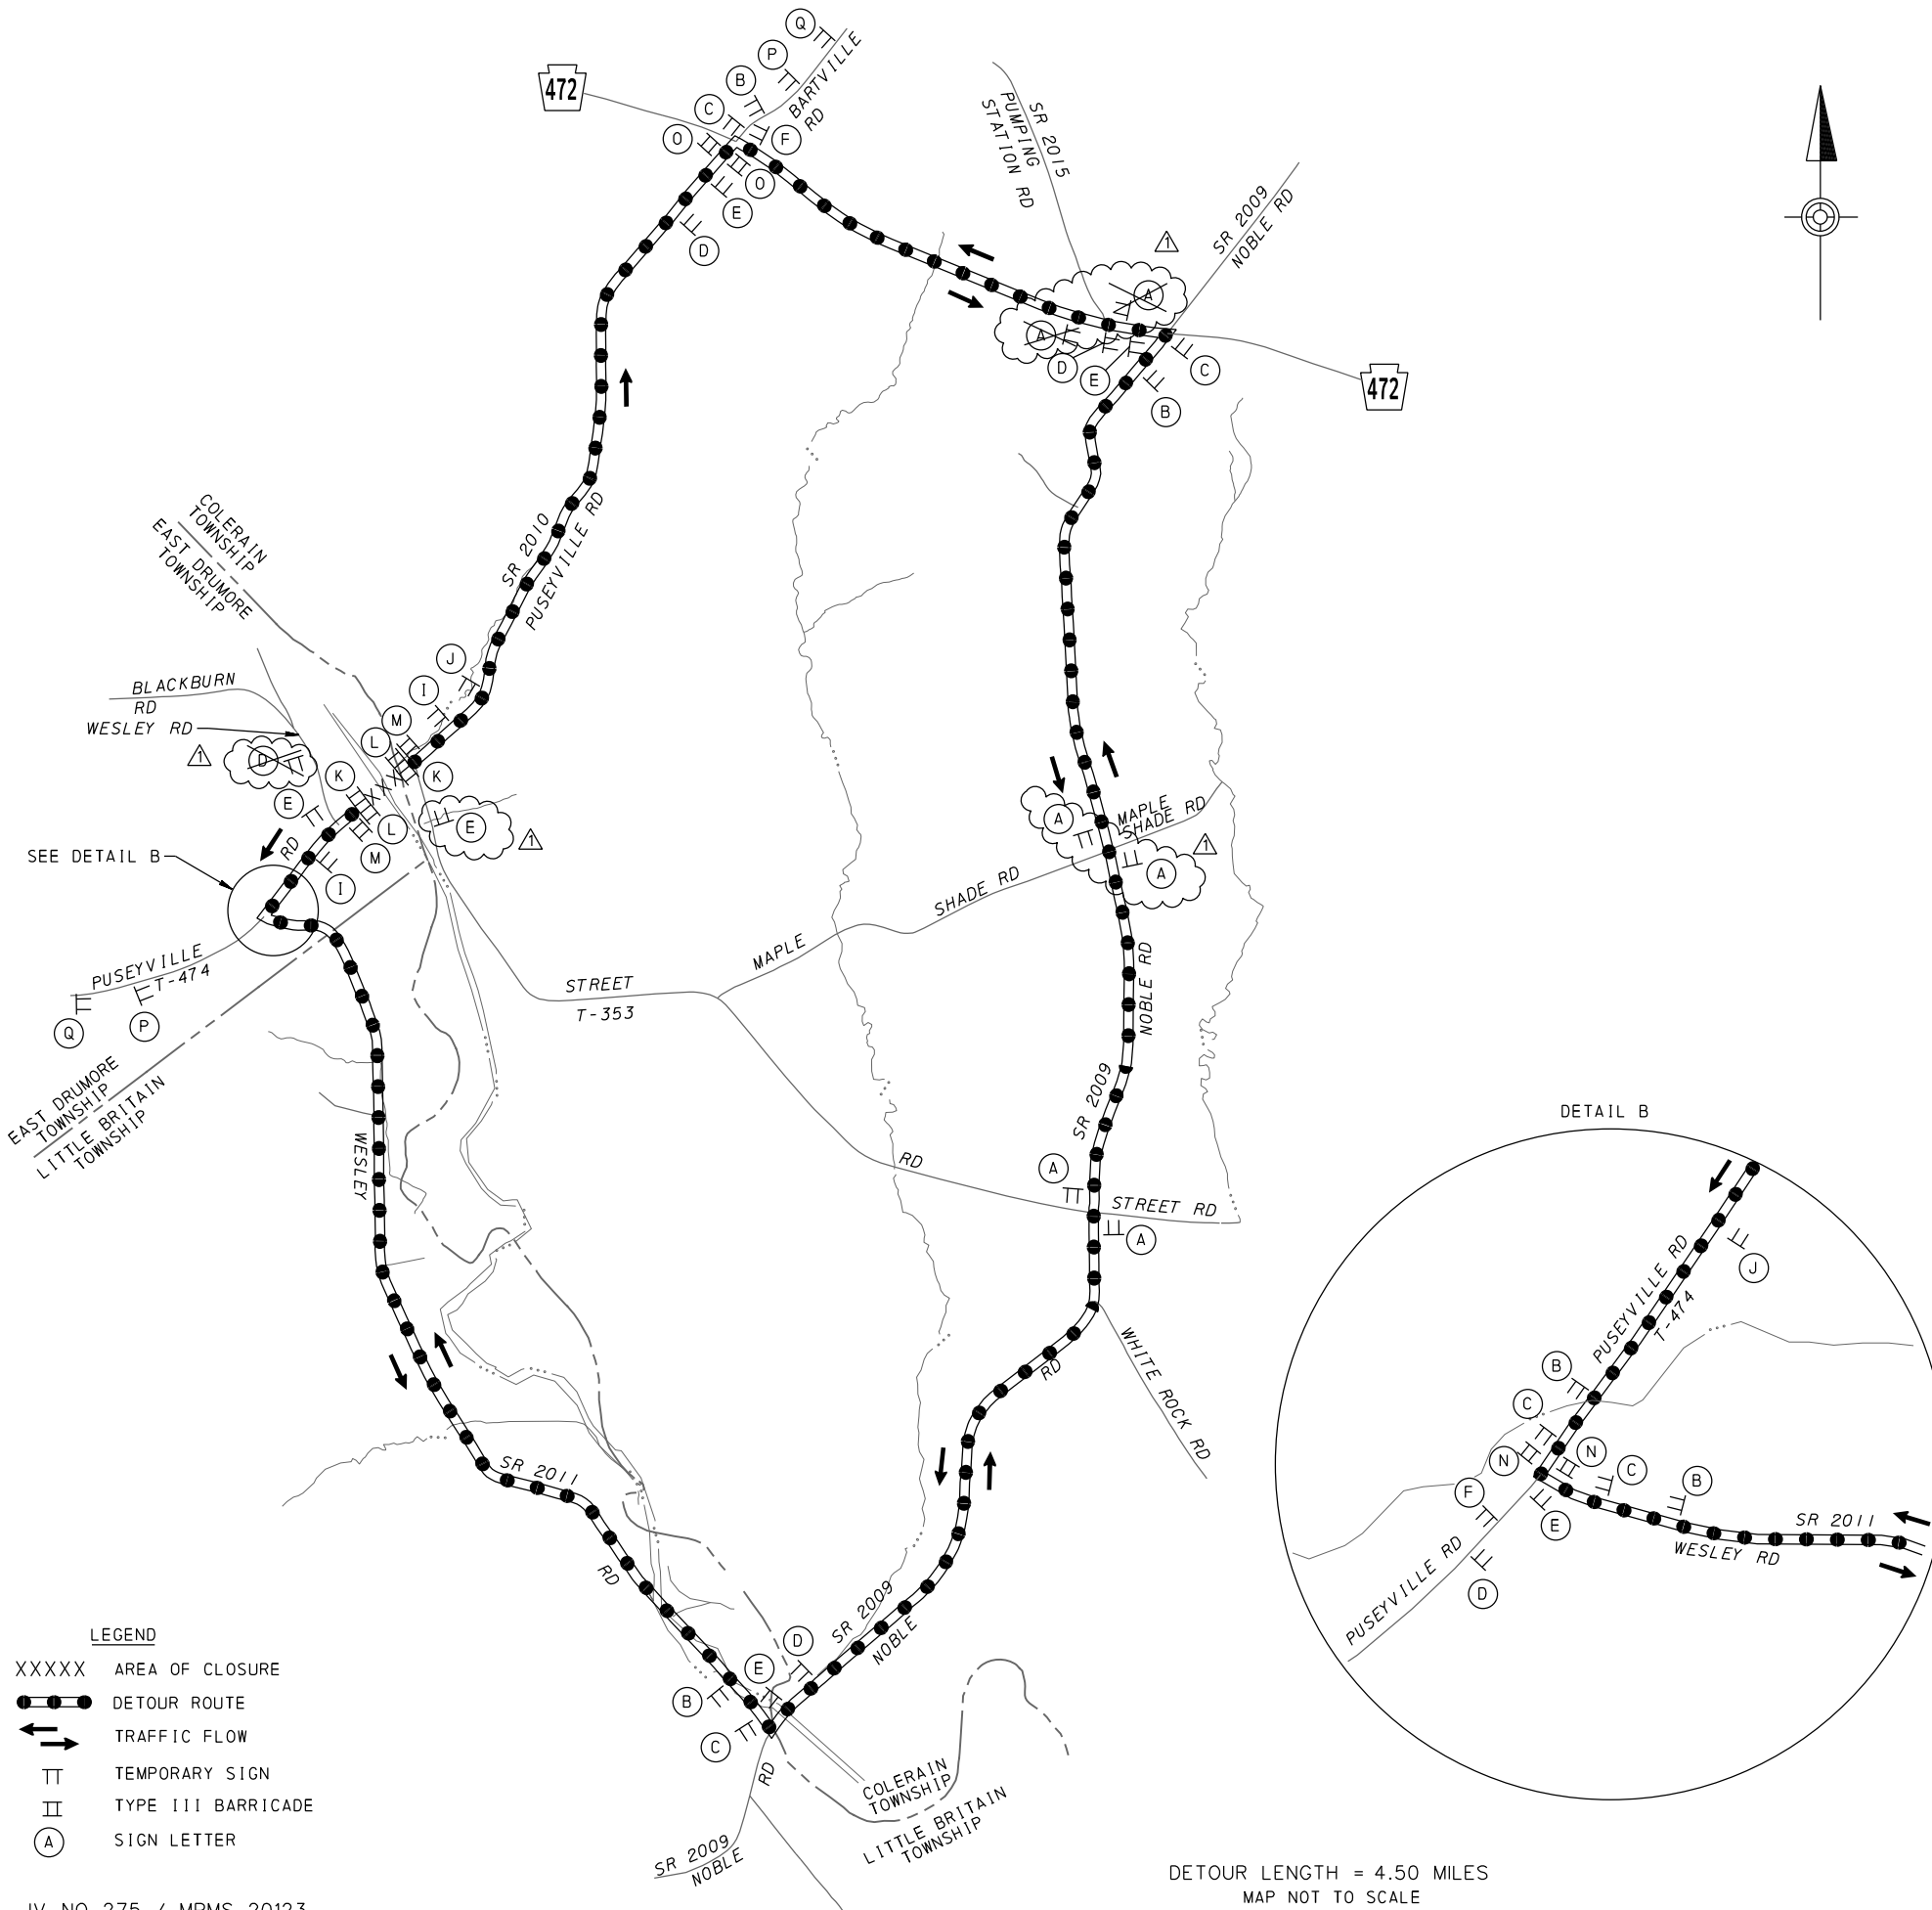 Q
P
B
C
O
472
BARTVILLE
RD
F
O
E
D
SR 2015
PUMPING
STATION RD
SR 2009
NOBLE RD
1
A
A
D
E
C
B
472
COLERAIN
TOWNSHIP
EAST DRUMORE
TOWNSHIP
SR 2010
PUSEYVILLE RD
BLACKBURN
RD
WESLEY RD
J
I
M
L
K
K
1
D
E
L
M
I
E
1
RD
SEE DETAIL B
PUSEYVILLE
T-474
Q
P
EAST DRUMORE
TOWNSHIP
LITTLE BRITAIN
TOWNSHIP
STREET
T-353
MAPLE
SHADE RD
A
MAPLE
SHADE RD
1
A
NOBLE RD
SR 2009
RD
A
STREET RD
A
WESLEY
WHITE ROCK RD
RD
SR 2011
RD
SR 2009
NOBLE
D
E
B
C
RD
COLERAIN
TOWNSHIP
LITTLE BRITAIN
TOWNSHIP
SR 2009
NOBLE
DETAIL B
PUSEYVILLE RD
T-474
J
B
C
N
N
C
B
F
E
D
SR 2011
WESLEY RD
PUSEYVILLE RD
LEGEND
XXXXX AREA OF CLOSURE
DETOUR ROUTE
TRAFFIC FLOW
TEMPORARY SIGN
TYPE III BARRICADE
A SIGN LETTER
DETOUR LENGTH = 4.50 MILES
MAP NOT TO SCALE